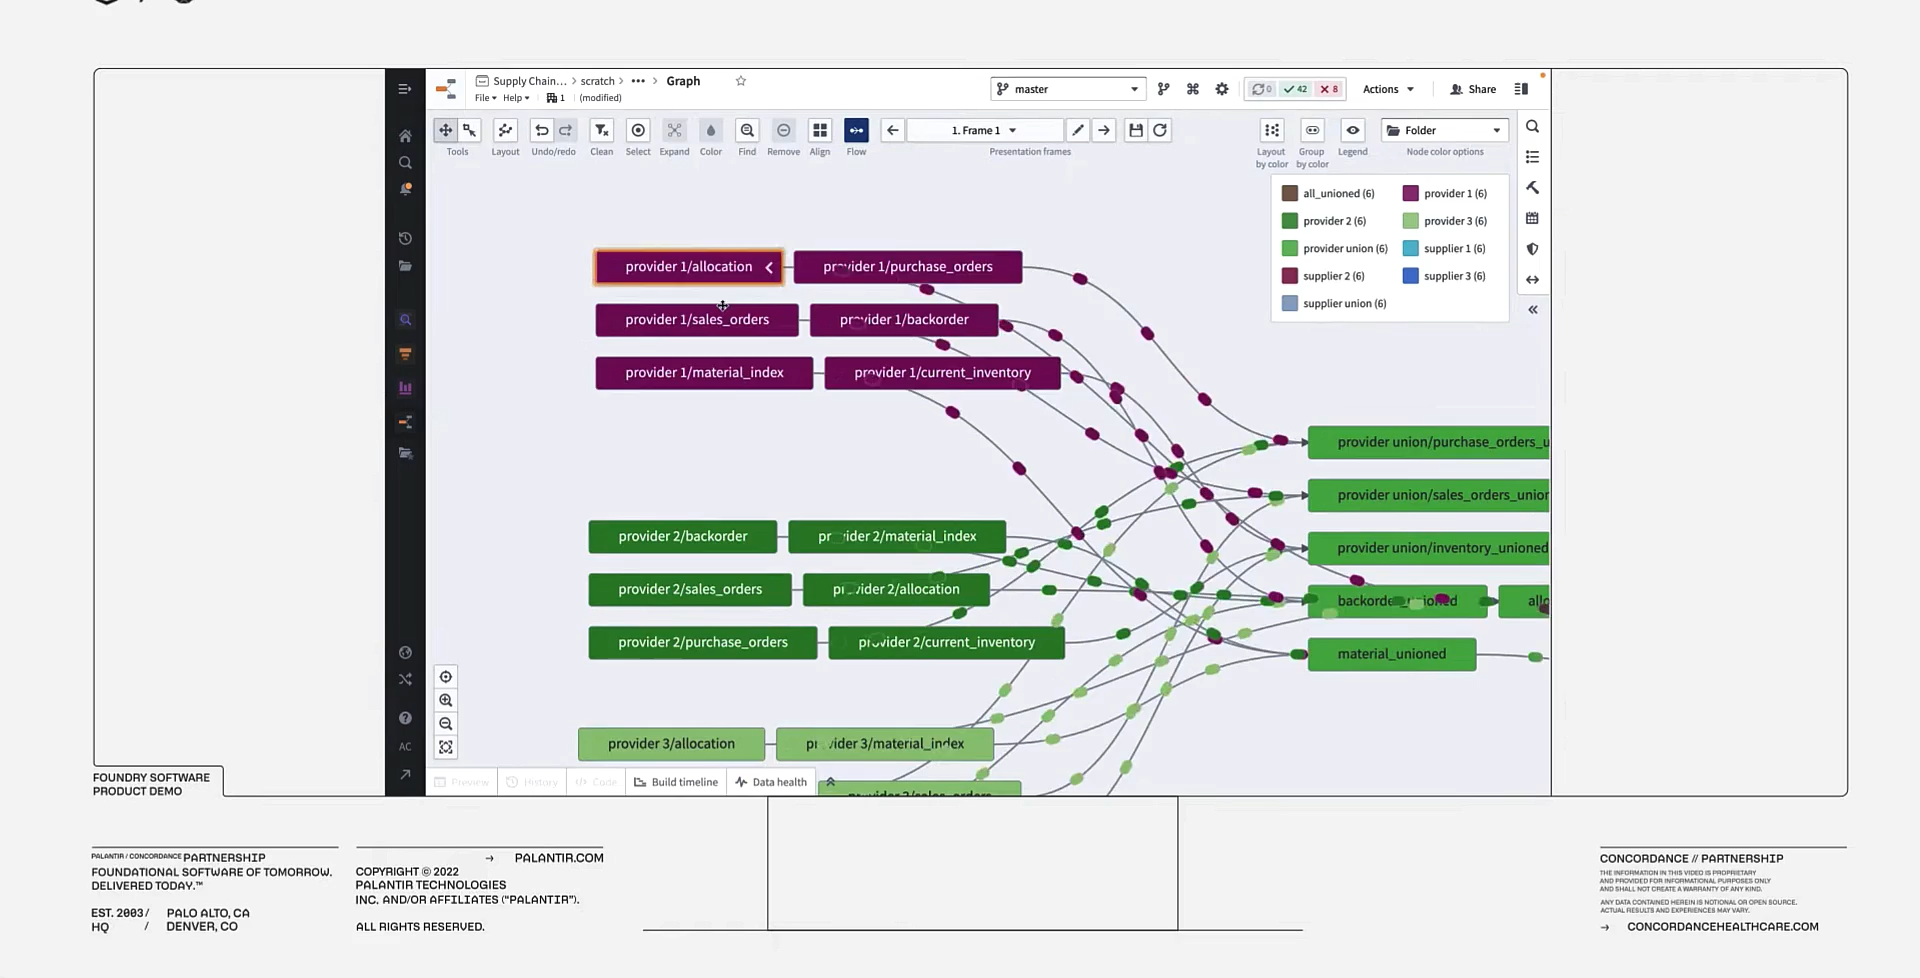 Supply Chain... > scratch > ••• > Graph
File Help 1 (modified)
master
0 42 8
Actions
Share
Tools
Layout
Undo/redo
Clean
Select
Expand
Color
Find
Remove
Align
Flow
1. Frame 1
Presentation frames
Layout by color
Group by color
Legend
Folder
Node color options
all_unioned (6)
provider 1 (6)
provider 2 (6)
provider 3 (6)
provider union (6)
supplier 1 (6)
supplier 2 (6)
supplier 3 (6)
supplier union (6)
provider 1/allocation
provider 1/purchase_orders
provider 1/sales_orders
provider 1/backorder
provider 1/material_index
provider 1/current_inventory
provider union/purchase_orders_u
provider union/sales_orders_union
provider 2/backorder
provider 2/material_index
provider union/inventory_unioned
provider 2/sales_orders
provider 2/allocation
backorder_unioned
allo
provider 2/purchase_orders
provider 2/current_inventory
material_unioned
provider 3/allocation
provider 3/material_index
provider 3/sales_orders
AC
Preview
History
Code
Build timeline
Data health
FOUNDRY SOFTWARE
PRODUCT DEMO
PALANTIR / CONCORDANCE PARTNERSHIP
FOUNDATIONAL SOFTWARE OF TOMORROW.
DELIVERED TODAY.™
EST. 2003 / PALO ALTO, CA
HQ / DENVER, CO
→ PALANTIR.COM
COPYRIGHT © 2022
PALANTIR TECHNOLOGIES
INC. AND/OR AFFILIATES ("PALANTIR").
ALL RIGHTS RESERVED.
CONCORDANCE // PARTNERSHIP
THE INFORMATION IN THIS VIDEO IS PROPRIETARY
AND PROVIDED FOR INFORMATIONAL PURPOSES ONLY
AND SHALL NOT CREATE A WARRANTY OF ANY KIND.
ANY DATA CONTAINED HEREIN IS NOTIONAL OR OPEN SOURCE.
ACTUAL RESULTS AND EXPERIENCES MAY VARY.
→ CONCORDANCEHEALTHCARE.COM